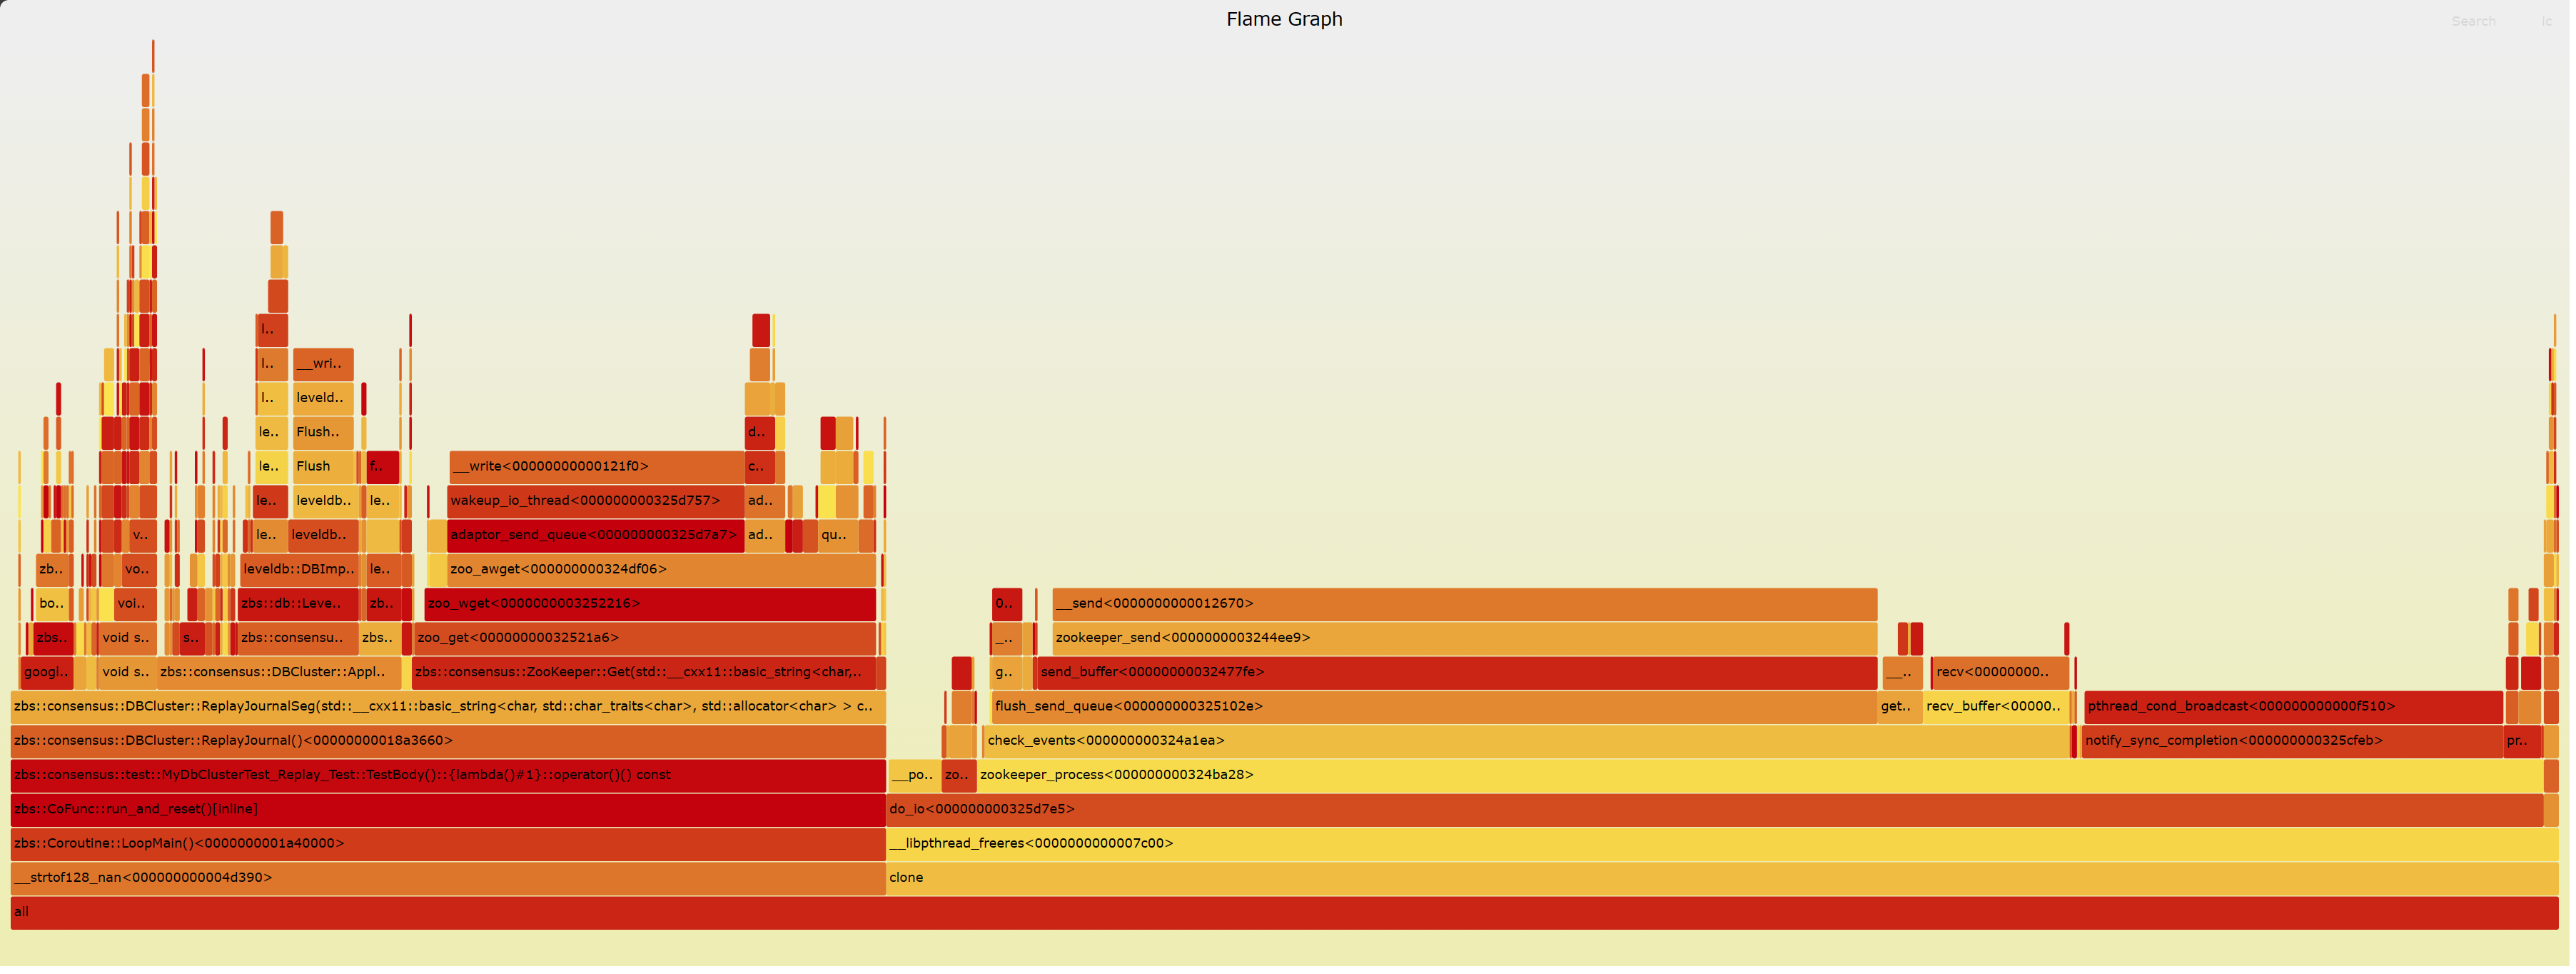 Flame Graph
Search
ic
l..
l..
__wri..
l..
leveld..
le..
Flush..
d..
le..
Flush
f..
__write<00000000000121f0>
c..
le..
leveldb..
le..
wakeup_io_thread<000000000325d757>
ad..
v..
le..
leveldb..
adaptor_send_queue<000000000325d7a7>
ad..
qu..
zb..
vo..
leveldb::DBImp..
le..
zoo_awget<000000000324df06>
bo..
voi..
zbs::db::Leve..
zb..
zoo_wget<0000000003252216>
0..
__send<0000000000012670>
zbs..
void s..
s..
zbs::consensu..
zbs..
zoo_get<00000000032521a6>
_..
zookeeper_send<0000000003244ee9>
googl..
void s..
zbs::consensus::DBCluster::Appl..
zbs::consensus::ZooKeeper::Get(std::__cxx11::basic_string<char,..
g..
send_buffer<00000000032477fe>
__..
recv<00000000..
zbs::consensus::DBCluster::ReplayJournalSeg(std::__cxx11::basic_string<char, std::char_traits<char>, std::allocator<char> > c..
flush_send_queue<000000000325102e>
get..
recv_buffer<00000..
pthread_cond_broadcast<000000000000f510>
zbs::consensus::DBCluster::ReplayJournal()<00000000018a3660>
check_events<000000000324a1ea>
notify_sync_completion<000000000325cfeb>
pr..
zbs::consensus::test::MyDbClusterTest_Replay_Test::TestBody()::{lambda()#1}::operator()() const
__po..
zo..
zookeeper_process<000000000324ba28>
zbs::CoFunc::run_and_reset()[inline]
do_io<000000000325d7e5>
zbs::Coroutine::LoopMain()<0000000001a40000>
__libpthread_freeres<0000000000007c00>
__strtof128_nan<000000000004d390>
clone
all